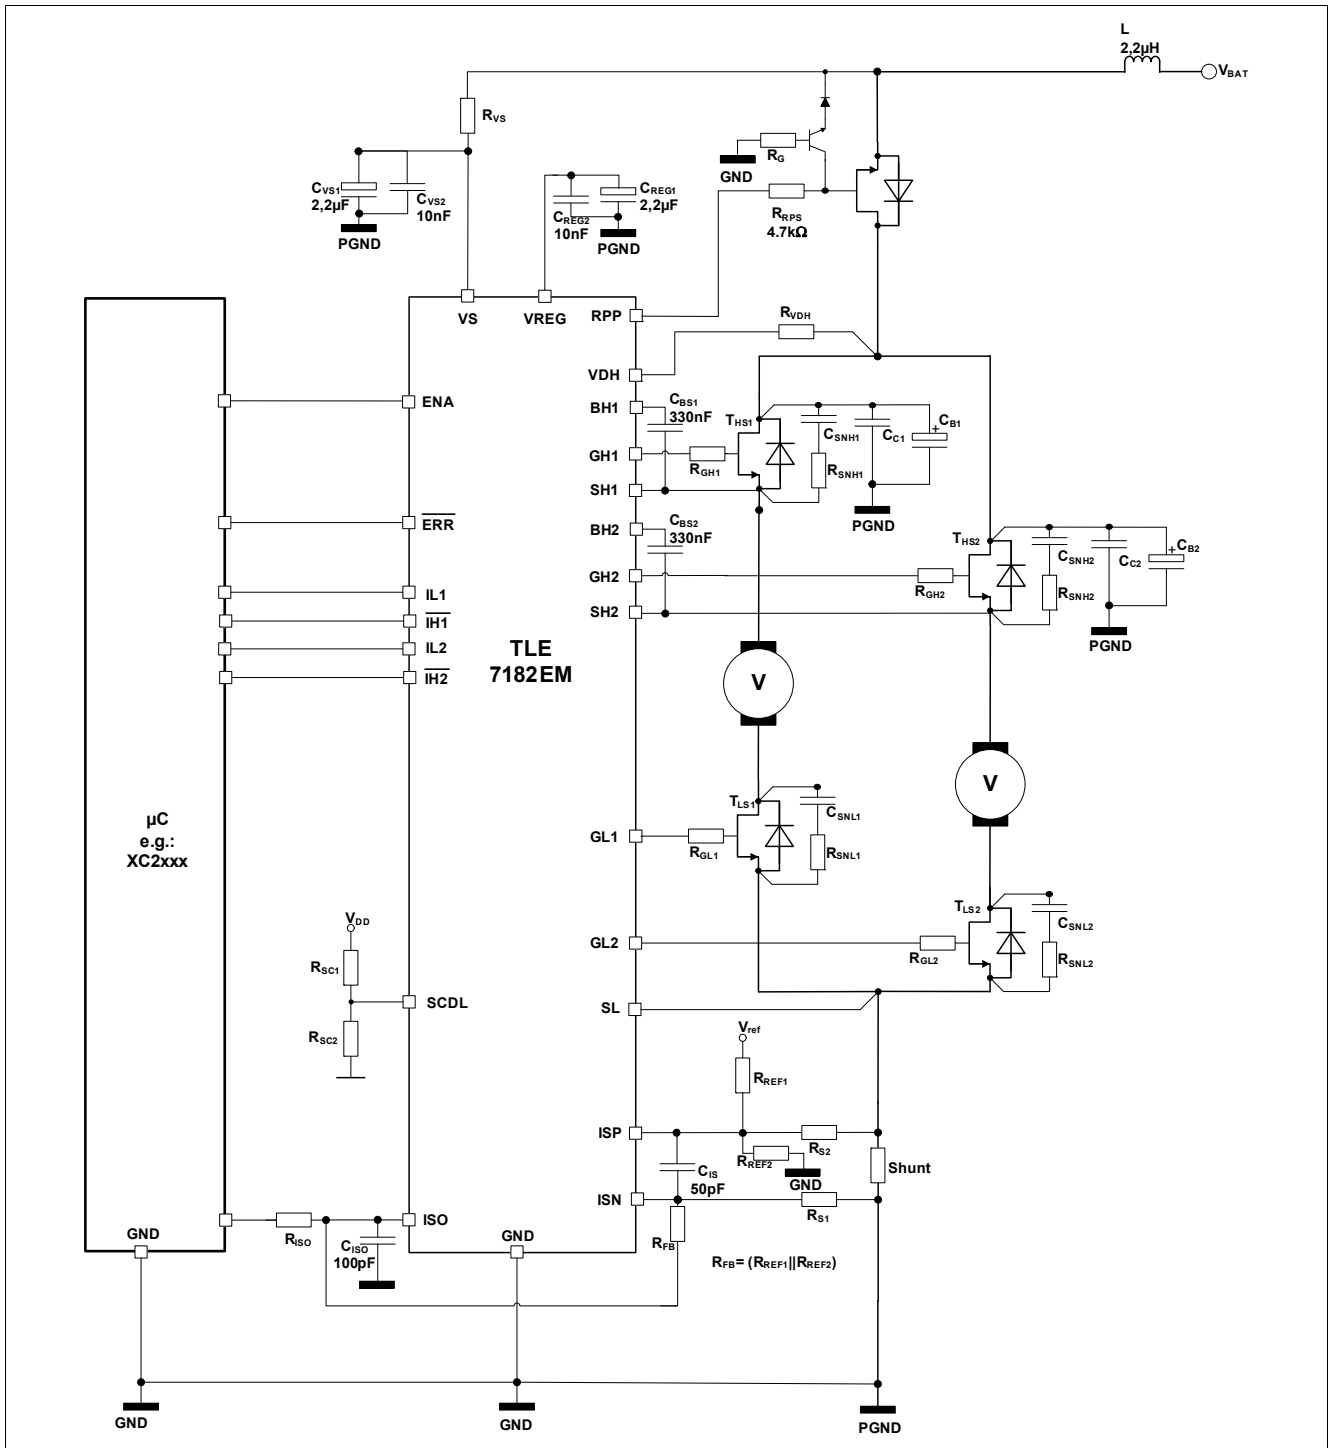 L
2,2µH
VBAT
RVS
RG
GND
CVS1
2,2µF
CVS2
10nF
PGND
CREG1
2,2µF
CREG2
10nF
PGND
RRPS
4.7kΩ
VS
VREG
RPP
RVDH
VDH
ENA
BH1
CBS1
330nF
THS1
CSNH1
CC1
CB1
+
GH1
RGH1
RSNH1
SH1
PGND
ERR
BH2
CBS2
330nF
THS2
CSNH2
CC2
CB2
+
GH2
RGH2
RSNH2
IL1
IH1
SH2
PGND
IL2
IH2
TLE
7182EM
V
V
µC
e.g.:
XC2xxx
TLS1
CSNL1
GL1
RGL1
RSNL1
VDD
TLS2
CSNL2
GL2
RGL2
RSNL2
RSC1
SCDL
SL
RSC2
Vref
RREF1
ISP
RS2
RREF2
GND
Shunt
CIS
50pF
ISN
RS1
ISO
RISO
CISO
100pF
RFB
RFB= (RREF1||RREF2)
GND
GND
GND
GND
PGND